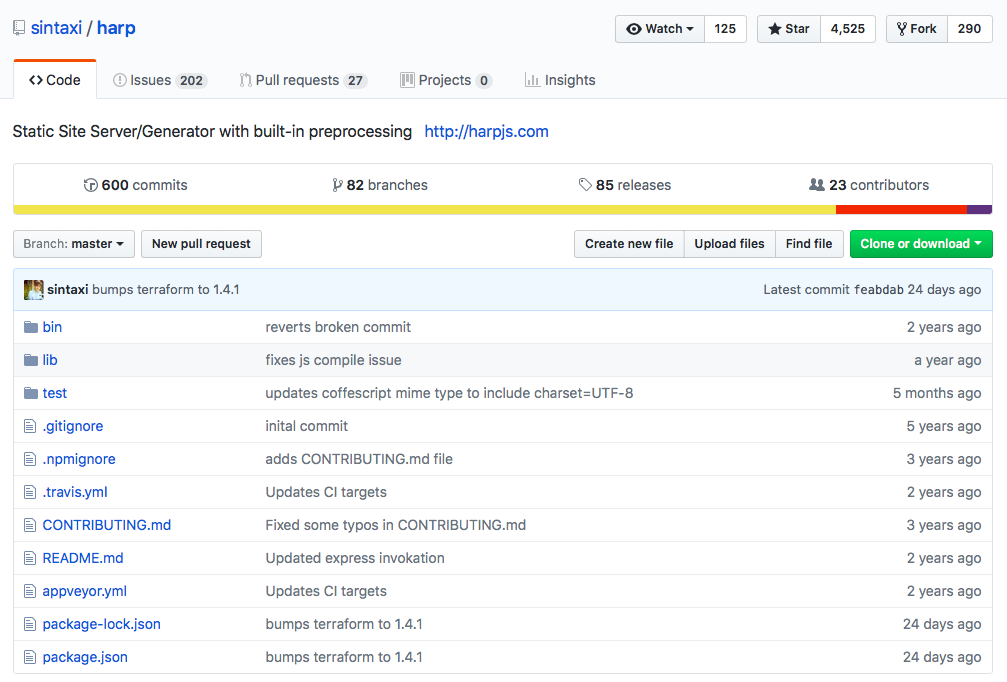 sintaxi / harp
Watch 125 Star 4,525 Fork 290
Code Issues 202 Pull requests 27 Projects 0 Insights
Static Site Server/Generator with built-in preprocessing http://harpjs.com
600 commits 82 branches 85 releases 23 contributors
Branch: master New pull request Create new file Upload files Find file Clone or download
sintaxi bumps terraform to 1.4.1 Latest commit feabdab 24 days ago
bin reverts broken commit 2 years ago
lib fixes js compile issue a year ago
test updates coffescript mime type to include charset=UTF-8 5 months ago
.gitignore inital commit 5 years ago
.npmignore adds CONTRIBUTING.md file 3 years ago
.travis.yml Updates CI targets 2 years ago
CONTRIBUTING.md Fixed some typos in CONTRIBUTING.md 3 years ago
README.md Updated express invokation 2 years ago
appveyor.yml Updates CI targets 2 years ago
package-lock.json bumps terraform to 1.4.1 24 days ago
package.json bumps terraform to 1.4.1 24 days ago